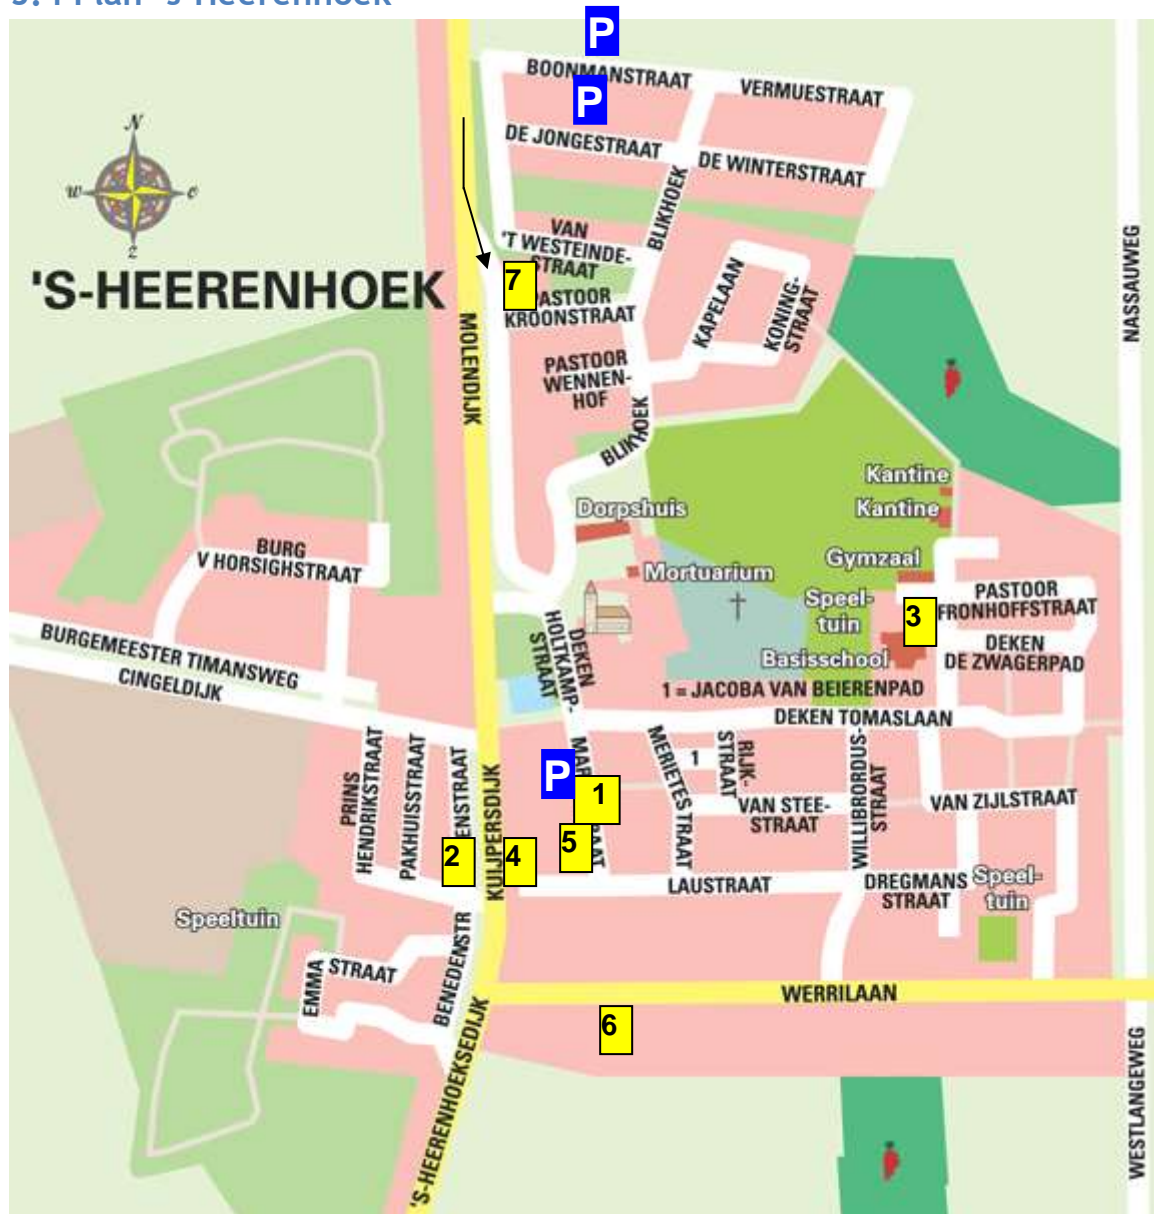 'S-HEERENHOEK
N
W
O
Z
P
BOONMANSTRAAT
VERMUESTRAAT
P
DE JONGESTRAAT
DE WINTERSTRAAT
BLIKHOEK
VAN
'T WESTEINDE-
STRAAT
7
PASTOOR
KROONSTRAAT
KAPELAAN
KONING-
STRAAT
NASSAUWEG
MOLENDIJK
PASTOOR
WENNEN-
HOF
BLIKHOEK
Kantine
Kantine
Dorpshuis
Gymzaal
Mortuarium
BURG
V HORSIGHSTRAAT
Speel-
tuin
3
PASTOOR
FRONHOFFSTRAAT
Basisschool
DEKEN
DE ZWAGERPAD
BURGEMEESTER TIMANSWEG
CINGELDIJK
DEKEN
HOLTKAMP-
STRAAT
1 = JACOBA VAN BEIERENPAD
DEKEN TOMASLAAN
PRINS
HENDRIKSTRAAT
PAKHUISSTRAAT
ENSTRAAT
2
KUIJPERSDIJK
4
P
1
5
MERIETESTRAAT
1
RIJK-
STRAAT
VAN STEE-
STRAAT
WILLIBRORDUS-
STRAAT
VAN ZIJLSTRAAT
LAUSTRAAT
DREGMANS
STRAAT
Speel-
tuin
Speeltuin
EMMA
STRAAT
BENEDENSTR
WERRILAAN
6
'S-HEERENHOEKSEDIJK
WESTLANGEWEG